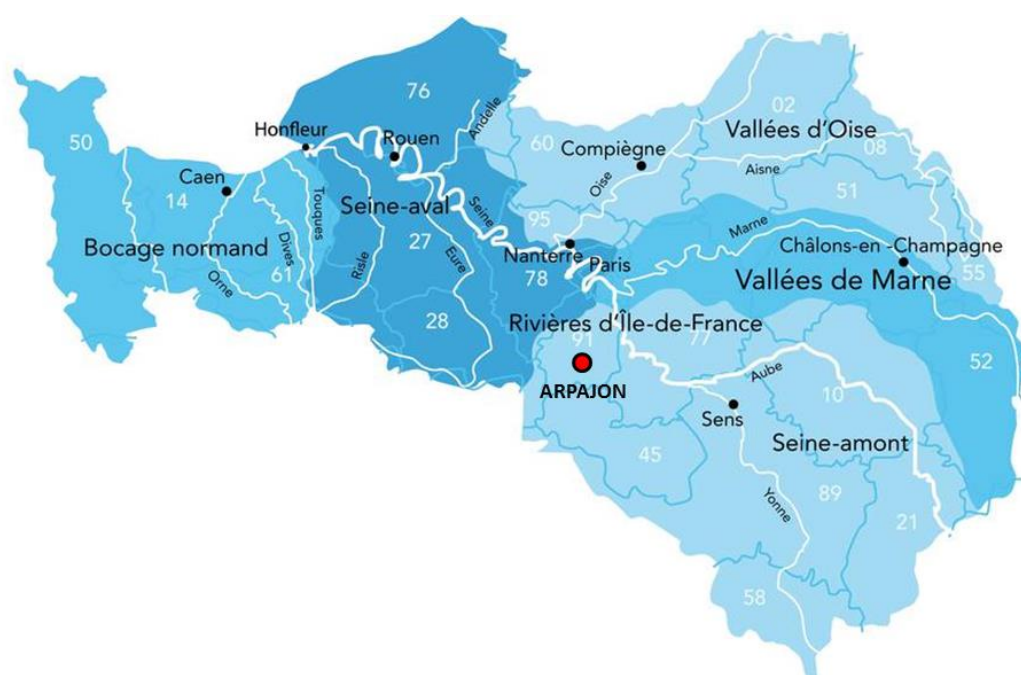 76
02
50
Honfleur
Rouen
Andelle
60
Vallées d'Oise
Compiègne
08
Caen
Oise
Aisne
14
Touques
Seine-aval
Seine
51
95
Marne
Bocage normand
Dives
27
Nanterre
Paris
Châlons-en -Champagne
Orne
61
Risle
Eure
78
Vallées de Marne
55
28
Rivières d'Île-de-France
91
77
52
ARPAJON
Aube
10
Sens
45
Seine-amont
Yonne
89
21
58